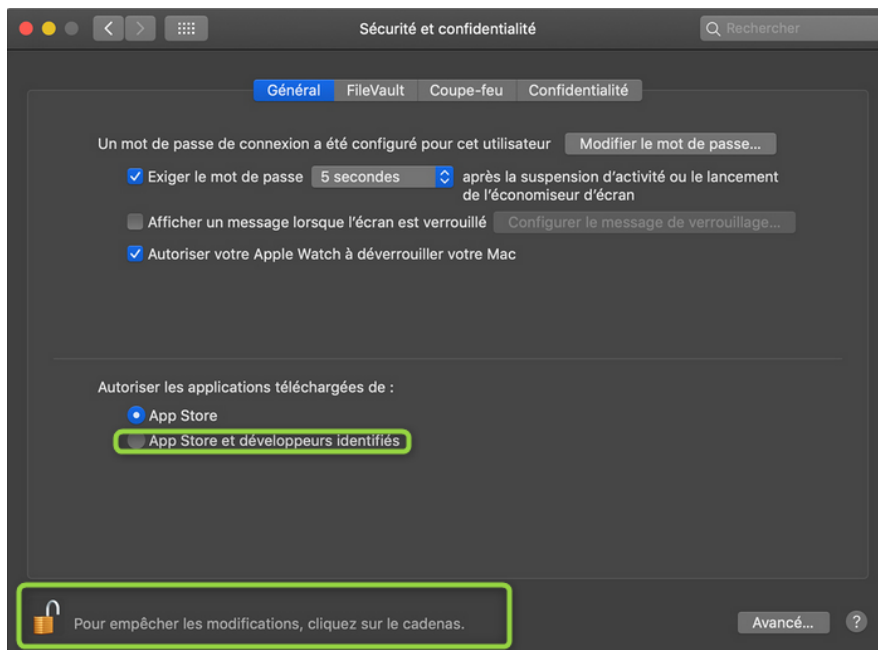 Sécurité et confidentialité
Rechercher
Général FileVault Coupe-feu Confidentialité
Un mot de passe de connexion a été configuré pour cet utilisateur Modifier le mot de passe...
Exiger le mot de passe 5 secondes après la suspension d'activité ou le lancement
de l'économiseur d'écran
Afficher un message lorsque l'écran est verrouillé Configurer le message de verrouillage...
Autoriser votre Apple Watch à déverrouiller votre Mac
Autoriser les applications téléchargées de :
App Store
App Store et développeurs identifiés
Pour empêcher les modifications, cliquez sur le cadenas.
Avancé... ?